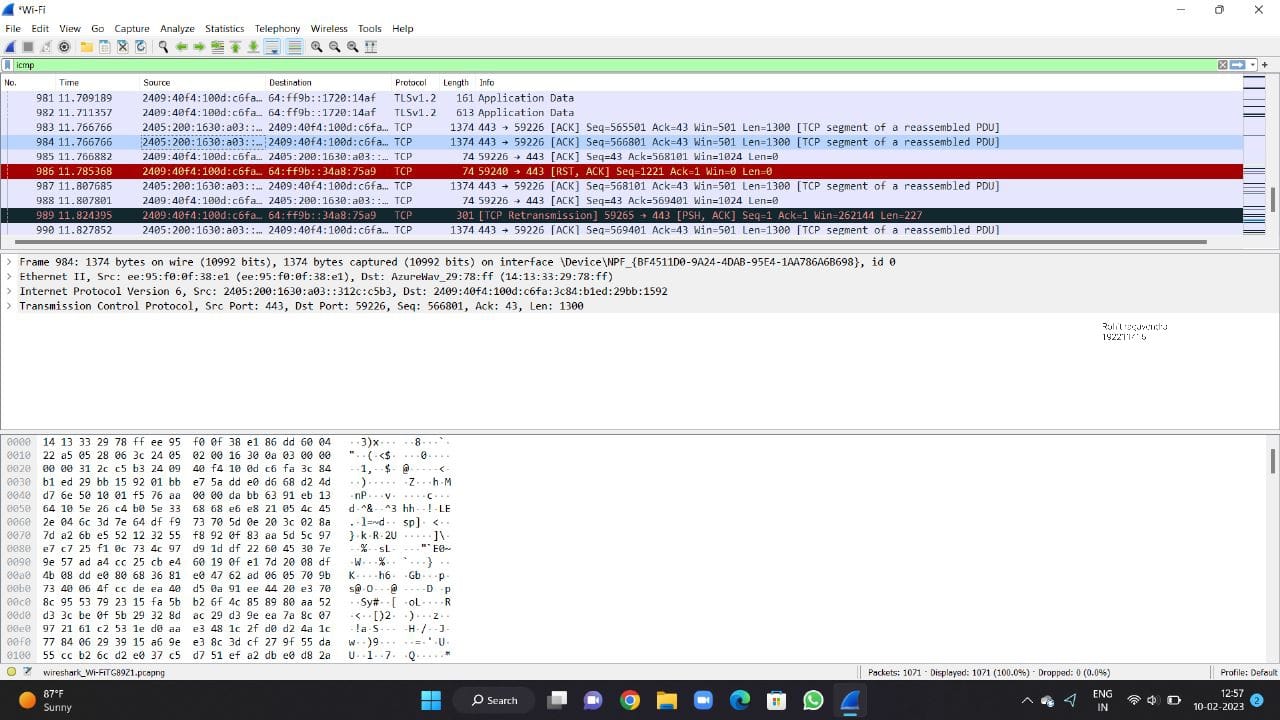 *Wi-Fi
File Edit View Go Capture Analyze Statistics Telephony Wireless Tools Help
icmp
No. Time Source Destination Protocol Length Info
981 11.709189 2409:40f4:100d:c6fa… 64:ff9b::1720:14af TLSv1.2 161 Application Data
982 11.711357 2409:40f4:100d:c6fa… 64:ff9b::1720:14af TLSv1.2 613 Application Data
983 11.766766 2405:200:1630:a03::… 2409:40f4:100d:c6fa… TCP 1374 443 → 59226 [ACK] Seq=565501 Ack=43 Win=501 Len=1300 [TCP segment of a reassembled PDU]
984 11.766766 2405:200:1630:a03::… 2409:40f4:100d:c6fa… TCP 1374 443 → 59226 [ACK] Seq=566801 Ack=43 Win=501 Len=1300 [TCP segment of a reassembled PDU]
985 11.766882 2409:40f4:100d:c6fa… 2405:200:1630:a03::… TCP 74 59226 → 443 [ACK] Seq=43 Ack=568101 Win=1024 Len=0
986 11.785368 2409:40f4:100d:c6fa… 64:ff9b::34a8:75a9 TCP 74 59240 → 443 [RST, ACK] Seq=1221 Ack=1 Win=0 Len=0
987 11.807685 2405:200:1630:a03::… 2409:40f4:100d:c6fa… TCP 1374 443 → 59226 [ACK] Seq=568101 Ack=43 Win=501 Len=1300 [TCP segment of a reassembled PDU]
988 11.807801 2409:40f4:100d:c6fa… 2405:200:1630:a03::… TCP 74 59226 → 443 [ACK] Seq=43 Ack=569401 Win=1024 Len=0
989 11.824395 2409:40f4:100d:c6fa… 64:ff9b::34a8:75a9 TCP 301 [TCP Retransmission] 59265 → 443 [PSH, ACK] Seq=1 Ack=1 Win=262144 Len=227
990 11.827852 2405:200:1630:a03::… 2409:40f4:100d:c6fa… TCP 1374 443 → 59226 [ACK] Seq=569401 Ack=43 Win=501 Len=1300 [TCP segment of a reassembled PDU]
Frame 984: 1374 bytes on wire (10992 bits), 1374 bytes captured (10992 bits) on interface \Device\NPF_{BF4511D0-9A24-4DAB-95E4-1AA786A6B698}, id 0
Ethernet II, Src: ee:95:f0:0f:38:e1 (ee:95:f0:0f:38:e1), Dst: AzureWav_29:78:ff (14:13:33:29:78:ff)
Internet Protocol Version 6, Src: 2405:200:1630:a03::312c:c5b3, Dst: 2409:40f4:100d:c6fa:3c84:b1ed:29bb:1592
Transmission Control Protocol, Src Port: 443, Dst Port: 59226, Seq: 566801, Ack: 43, Len: 1300
0000 14 13 33 29 78 ff ee 95 f0 0f 38 e1 86 dd 60 04 ··3)x··· ··8···`·
0010 22 a5 05 28 06 3c 24 05 02 00 16 30 0a 03 00 00 "··(·<$· ···0····
0020 00 00 31 2c c5 b3 24 09 40 f4 10 0d c6 fa 3c 84 ··1,··$· @·····<·
0030 b1 ed 29 bb 15 92 01 bb e7 5a dd e0 d6 68 d2 4d ··)····· ·Z···h·M
0040 d7 6e 50 10 01 f5 76 aa 00 00 da bb 63 91 eb 13 ·nP···v· ····c···
0050 64 10 5e 26 c4 b0 5e 33 68 68 e6 e8 21 05 4c 45 d·^&··^3 hh··!·LE
0060 2e 04 6c 3d 7e 64 df f9 73 70 5d 0e 20 3c 02 8a .·l=~d·· sp]· <··
0070 7d a2 6b e5 52 12 32 55 f8 92 0f 83 aa 5d 5c 97 }·k·R·2U ·····]\·
0080 e7 c7 25 f1 0c 73 4c 97 d9 1d df 22 60 45 30 7e ··%··sL· ···"`E0~
0090 9e 57 ad a4 cc 25 cb e4 60 19 0f e1 7d 20 08 df ·W···%·· `···} ··
00a0 4b 08 dd e0 80 68 36 81 e0 47 62 ad 06 05 70 9b K····h6· ·Gb···p·
00b0 73 40 06 4f cc de ea 40 d5 0a 91 ee 44 20 e3 70 s@·O···@ ····D ·p
00c0 8c 95 53 79 23 15 fa 5b b2 6f 4c 85 89 80 aa 52 ··Sy#··[ ·oL····R
00d0 d3 3c be 0f 5b 29 32 8d ac 29 d3 9e ea 7a 8c 07 ·<··[)2· ·)···z··
00e0 97 21 61 c2 53 1e d0 aa e3 48 1c 2f d0 d2 4a 1c ·!a·S··· ·H·/··J·
00f0 77 84 06 29 39 15 a6 9e e3 8c 3d cf 27 9f 55 da w··)9··· ··=·'·U·
0100 55 cc b2 6c d2 e0 37 c5 d7 51 ef a2 db e0 d8 2a U··l··7· ·Q·····*
wireshark_Wi-FiTG89Z1.pcapng Packets: 1071 · Displayed: 1071 (100.0%) · Dropped: 0 (0.0%) Profile: Default
87°F
Sunny
Search
ENG
IN
12:57
10-02-2023
2